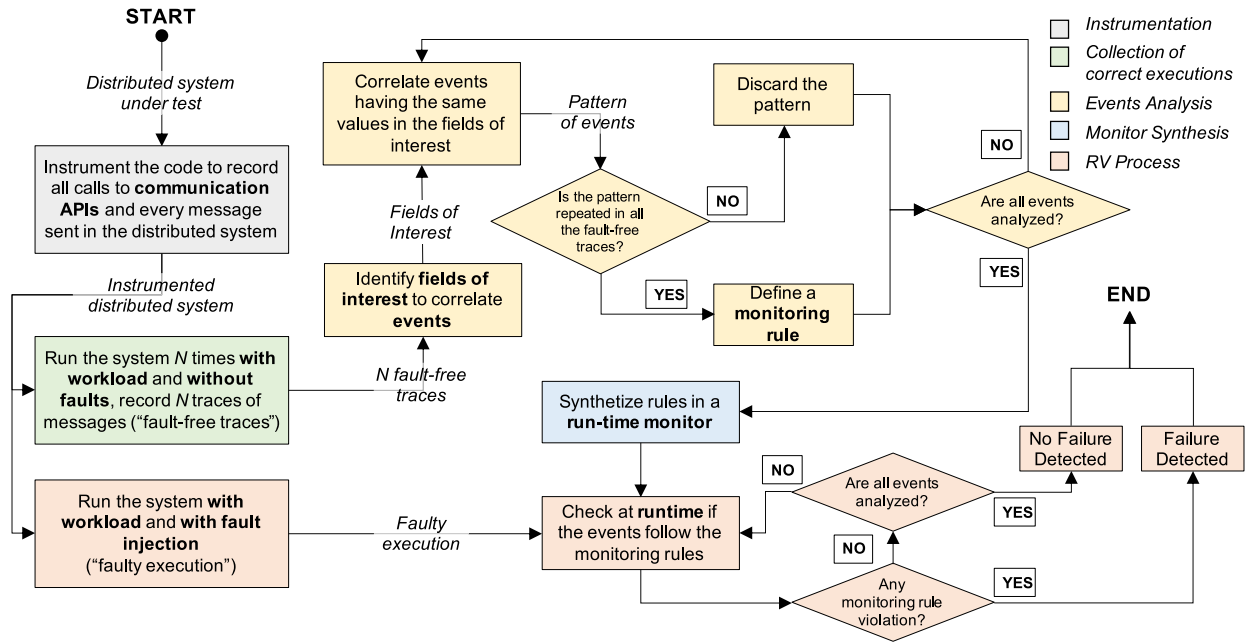 START
Distributed system
under test
Instrument the code to record
all calls to communication
APIs and every message
sent in the distributed system
Instrumented
distributed system
Run the system N times with
workload and without
faults, record N traces of
messages (“fault-free traces”)
Run the system with
workload and with fault
injection
(“faulty execution”)
N fault-free
traces
Identify fields of
interest to correlate
events
Fields of
Interest
Correlate events
having the same
values in the fields of
interest
Pattern
of events
Is the pattern
repeated in all
the fault-free
traces?
NO
Discard the
pattern
YES
Define a
monitoring
rule
Are all events
analyzed?
NO
YES
Synthetize rules in a
run-time monitor
Faulty
execution
Check at runtime if
the events follow the
monitoring rules
Any
monitoring rule
violation?
NO
YES
Are all events
analyzed?
NO
YES
No Failure
Detected
Failure
Detected
END
Instrumentation
Collection of
correct executions
Events Analysis
Monitor Synthesis
RV Process